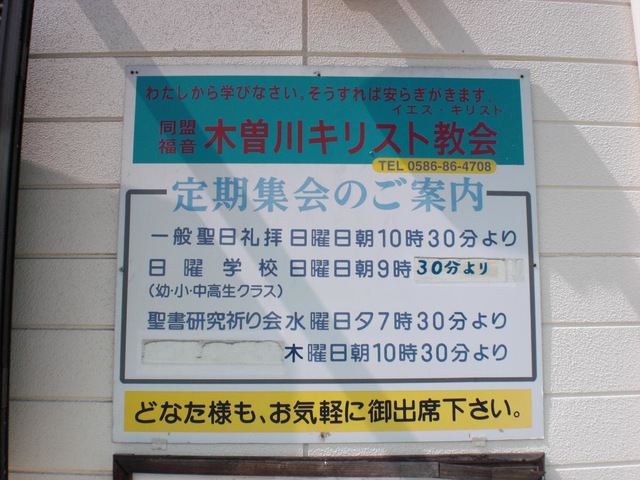 わたしから学びなさい。そうすれば安らぎがきます。
イエス・キリスト
同盟福音 木曽川キリスト教会
TEL 0586-86-4708
定期集会のご案内
一般聖日礼拝 日曜日朝10時30分より
日曜学校 日曜日朝9時30分より
(幼・小・中高生クラス)
聖書研究祈り会 水曜日夕7時30分より
木曜日朝10時30分より
どなた様も、お気軽に御出席下さい。